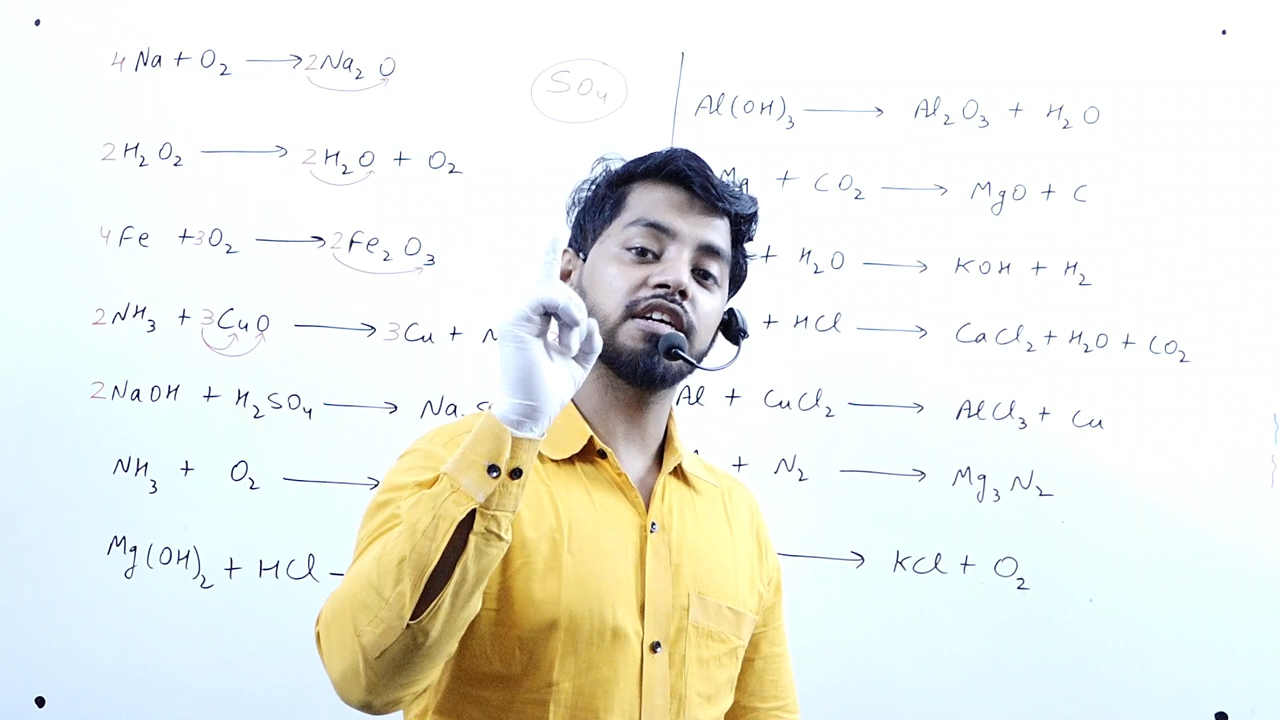 4Na + O₂ ⟶ 2Na₂O
2H₂O₂ ⟶ 2H₂O + O₂
4Fe + 3O₂ ⟶ 2Fe₂O₃
2NH₃ + 3CuO ⟶ 3Cu + N
2NaOH + H₂SO₄ ⟶ Na
NH₃ + O₂ ⟶
Mg(OH)₂ + HCl
SO₄
Al(OH)₃ ⟶ Al₂O₃ + H₂O
Mg + CO₂ ⟶ MgO + C
+ H₂O ⟶ KOH + H₂
+ HCl ⟶ CaCl₂ + H₂O + CO₂
Al + CuCl₂ ⟶ AlCl₃ + Cu
+ N₂ ⟶ Mg₃N₂
⟶ KCl + O₂